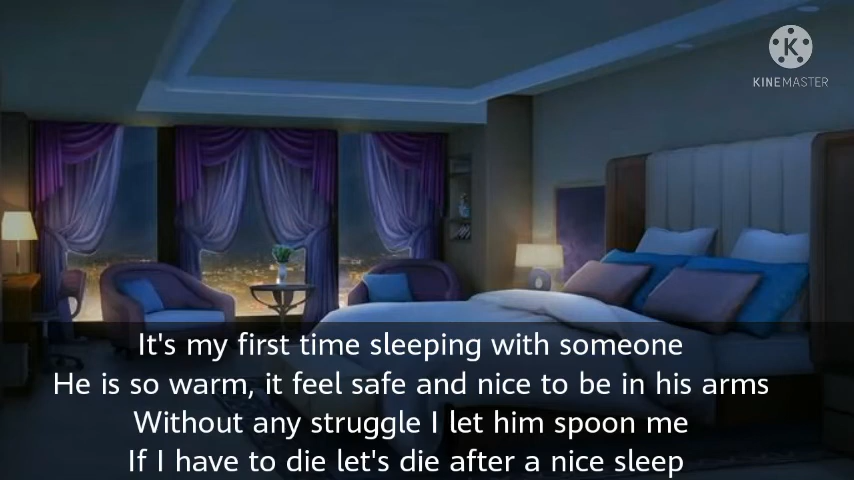 KINEMASTER
It's my first time sleeping with someone
He is so warm, it feel safe and nice to be in his arms
Without any struggle I let him spoon me
If I have to die let's die after a nice sleep